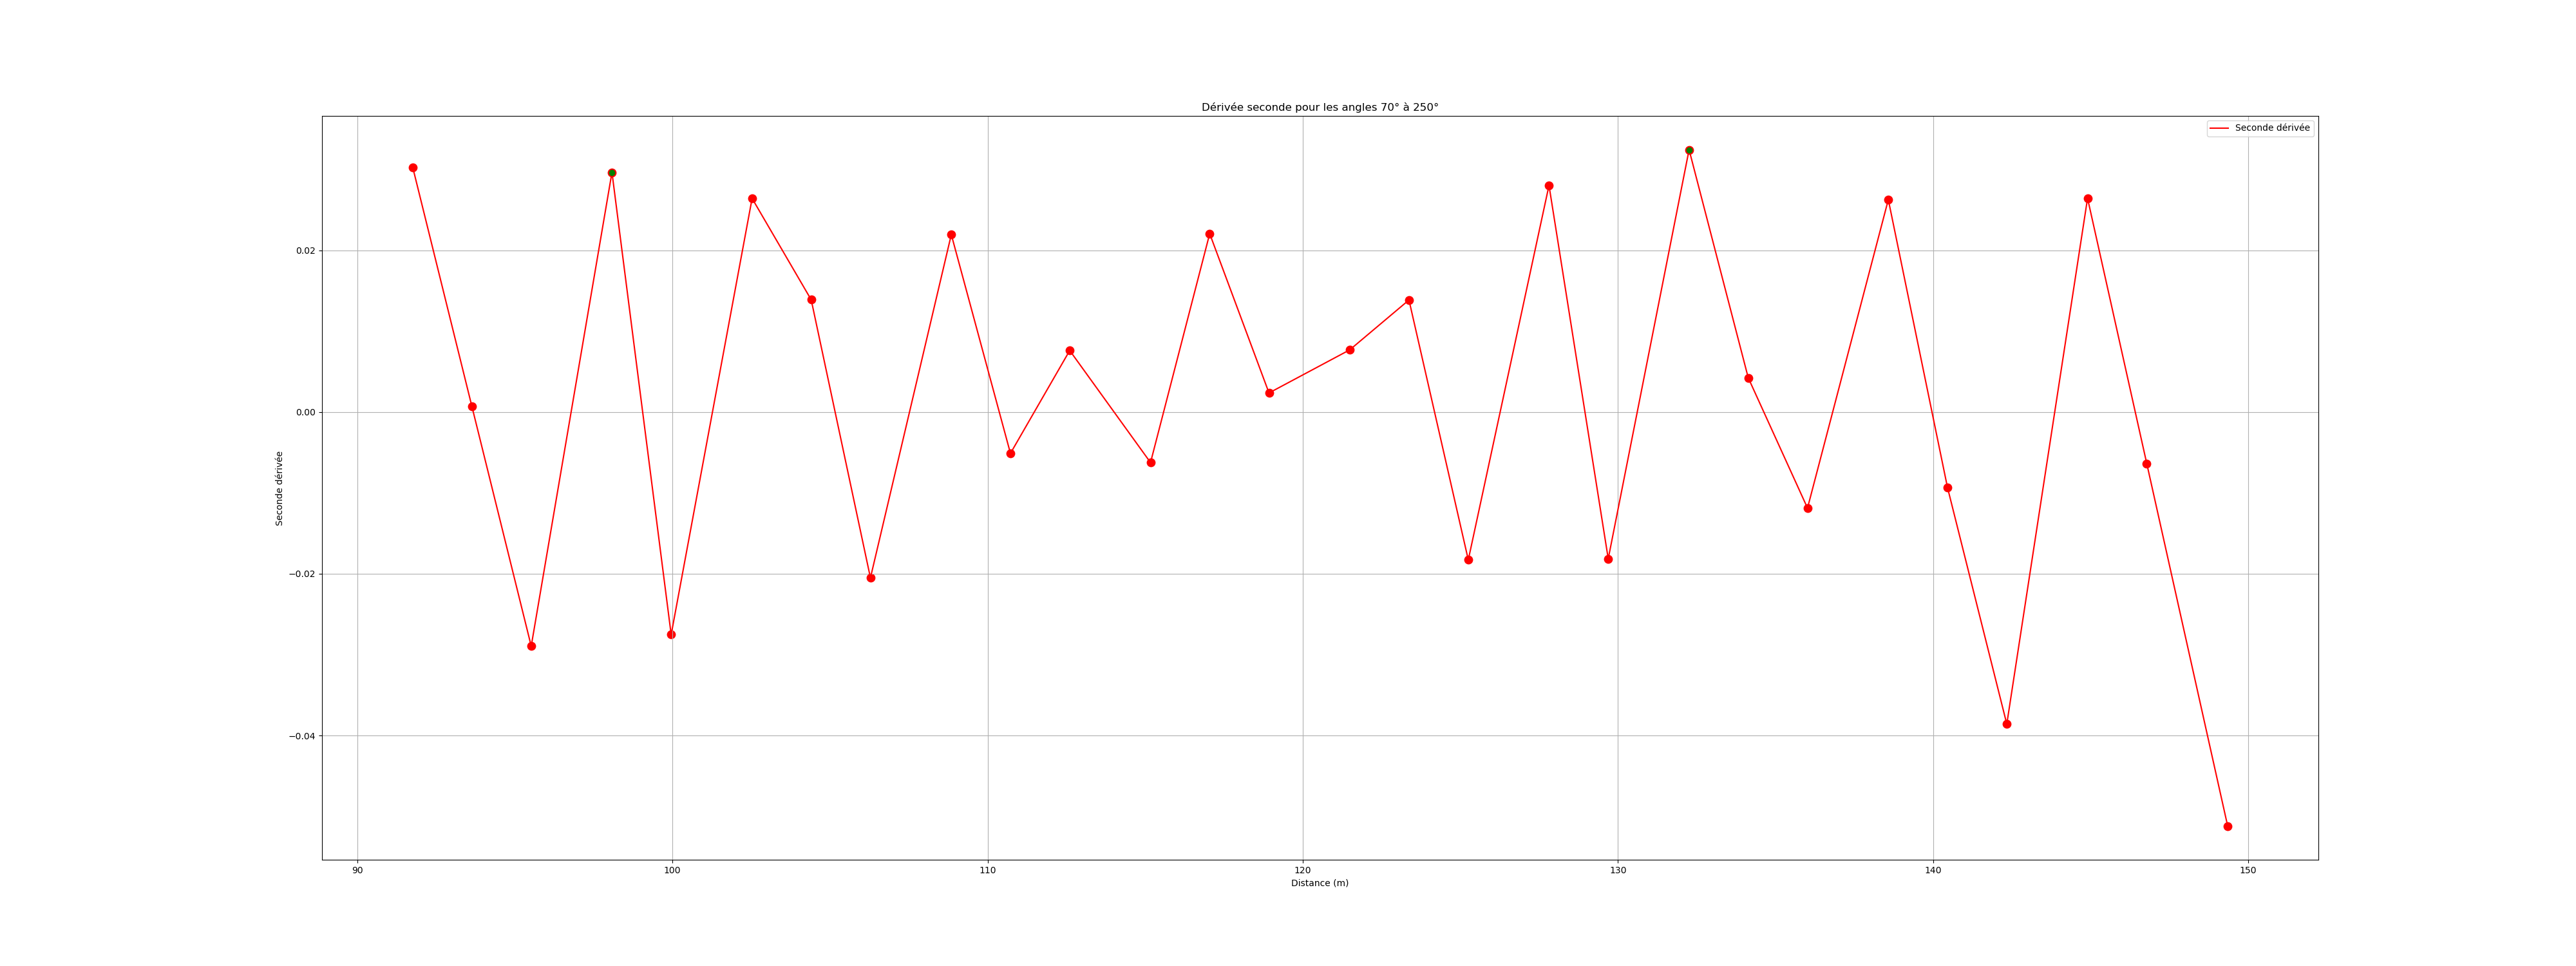 Dérivée seconde pour les angles 70° à 250°
Seconde dérivée
0.02
0.00
−0.02
−0.04
Seconde dérivée
90 100 110 120 130 140 150
Distance (m)